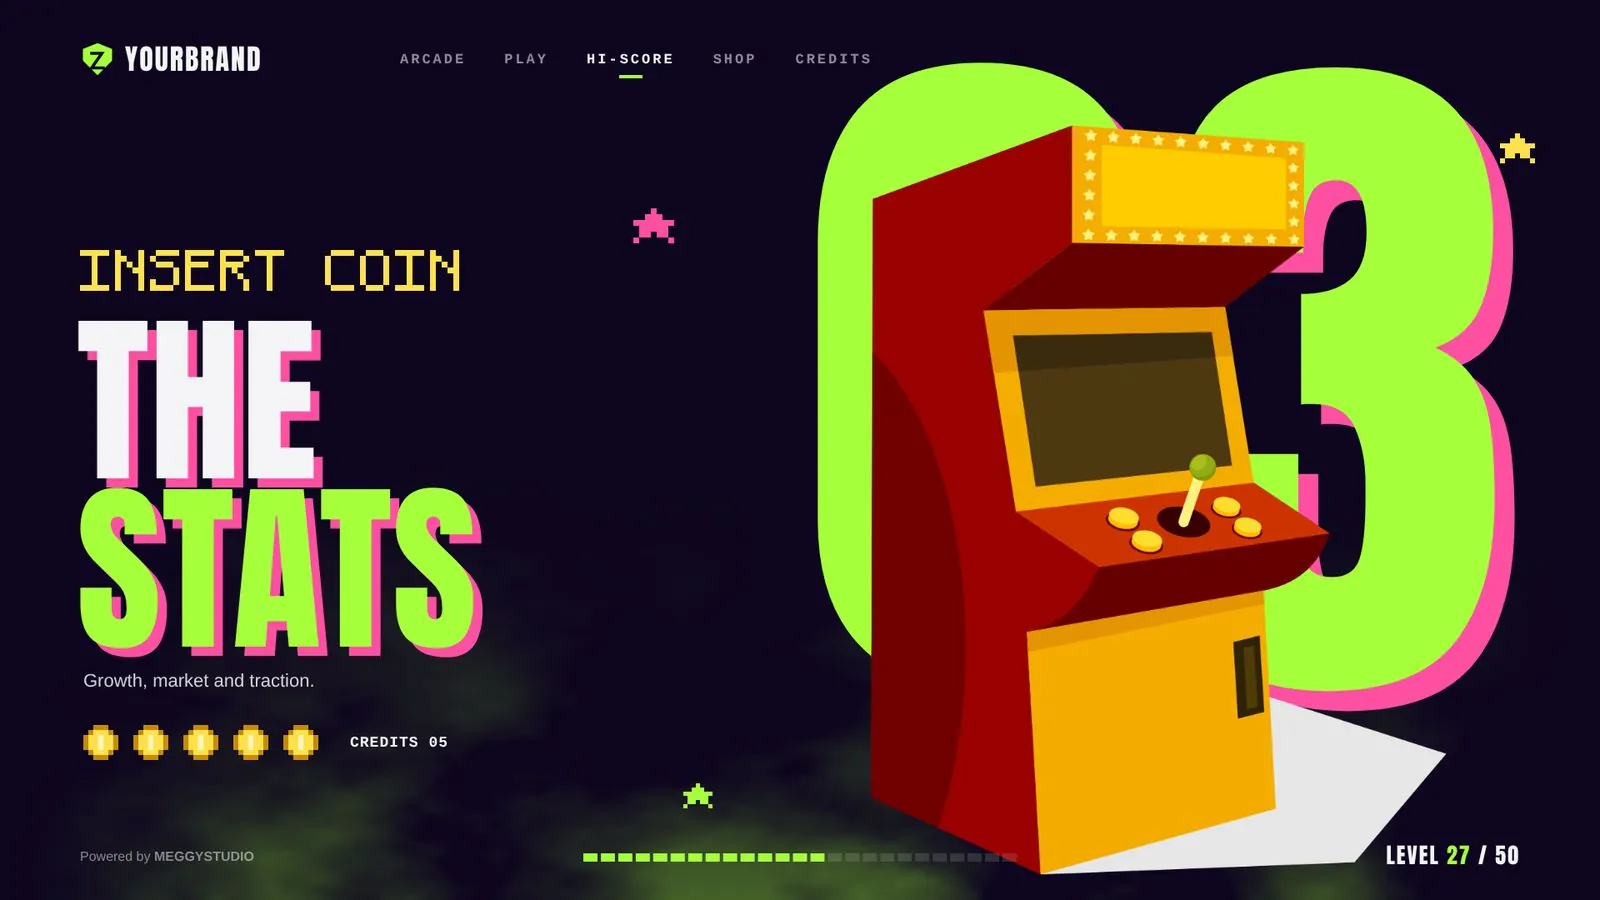 YOURBRAND
ARCADE PLAY HI-SCORE SHOP CREDITS
03
INSERT COIN
THE
STATS
Growth, market and traction.
CREDITS 05
Powered by MEGGYSTUDIO
LEVEL 27 / 50